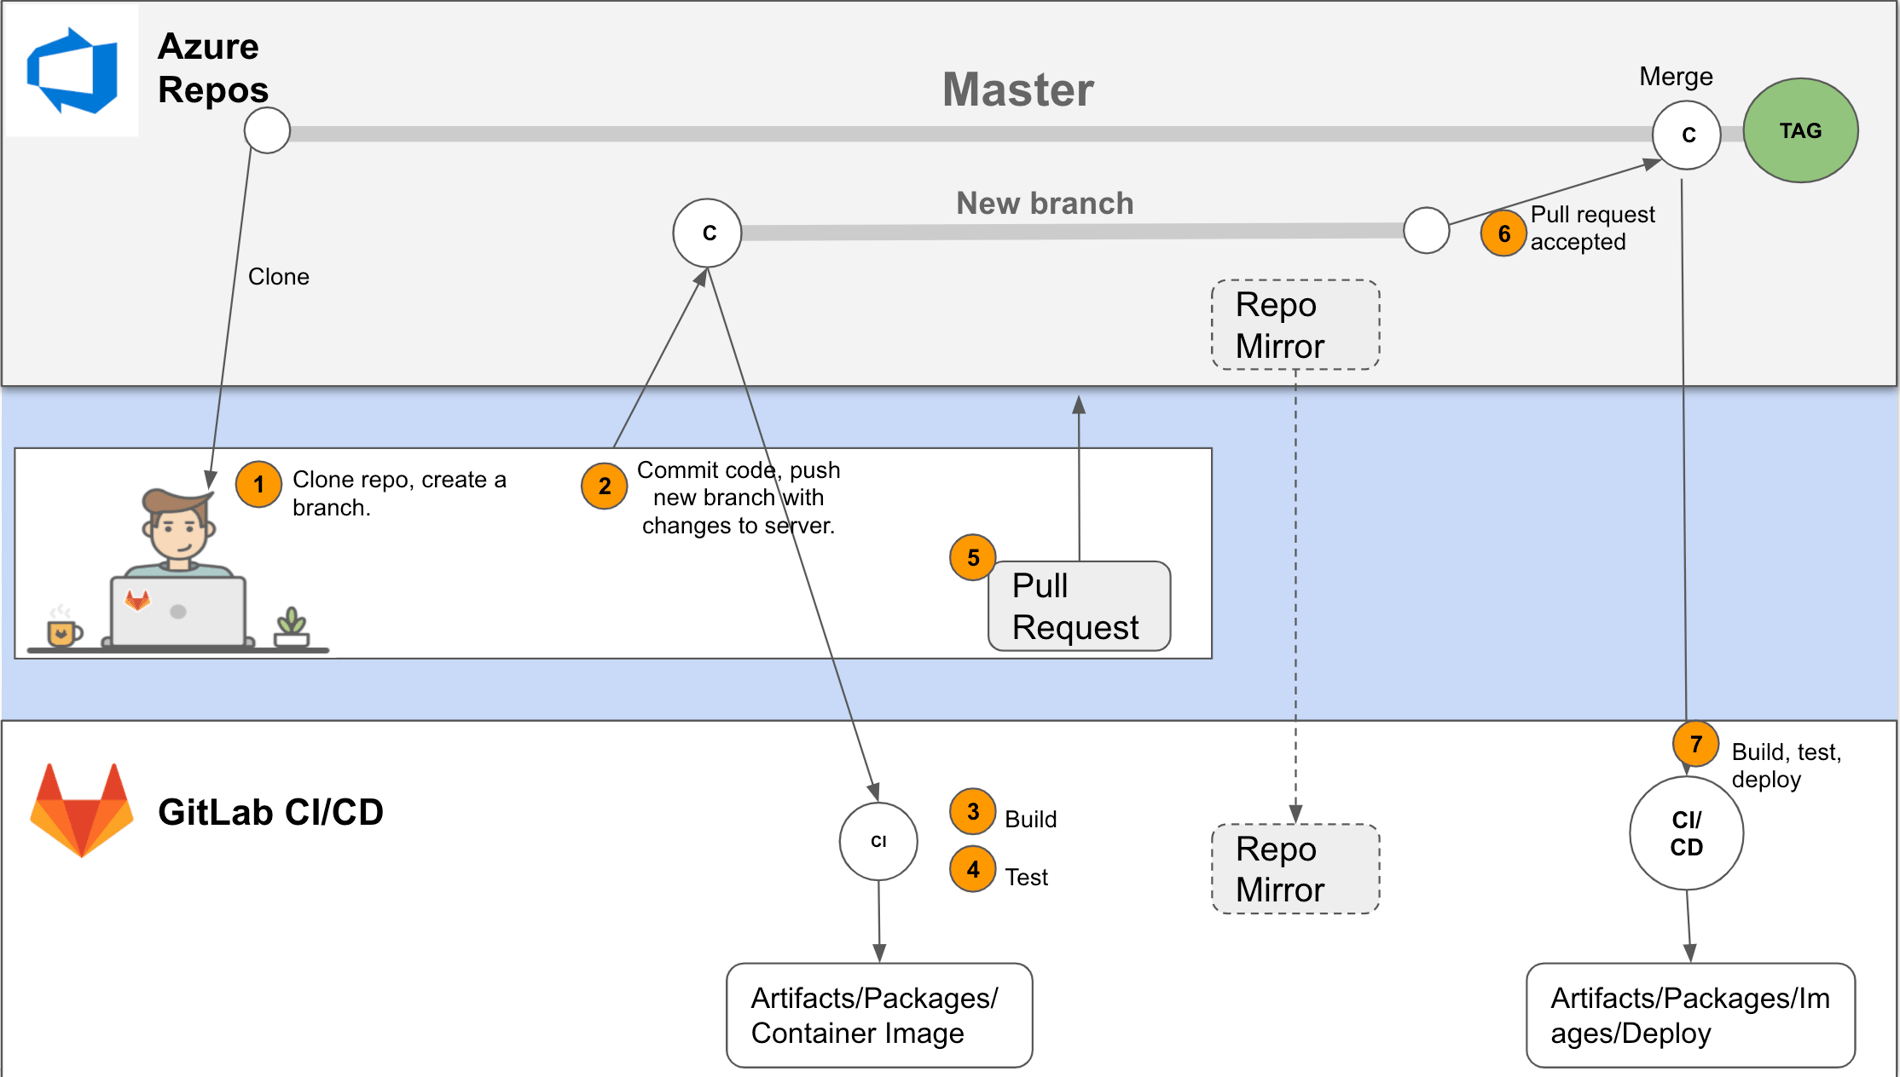 Azure
Repos
Master
Merge
C
TAG
New branch
C
6
Pull request
accepted
Clone
Repo
Mirror
1
Clone repo, create a
branch.
2
Commit code, push
new branch with
changes to server.
5
Pull
Request
7
Build, test,
deploy
GitLab CI/CD
CI
3
Build
4
Test
Repo
Mirror
CI/
CD
Artifacts/Packages/
Container Image
Artifacts/Packages/Im
ages/Deploy